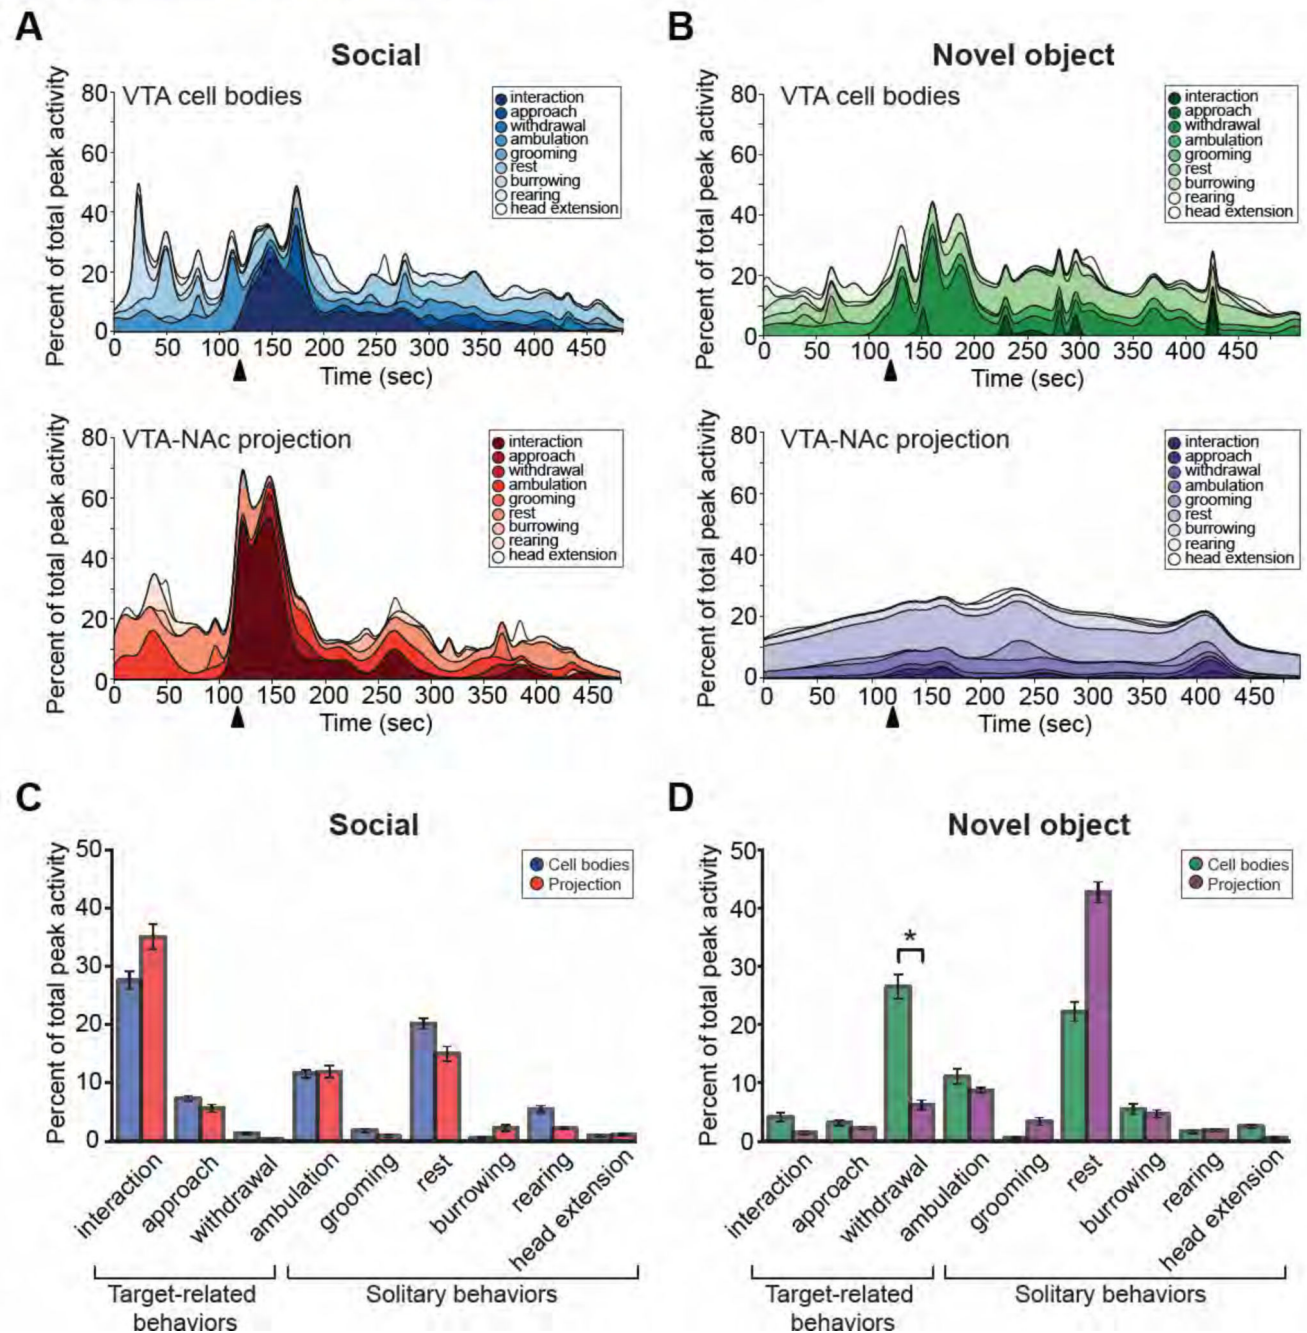 A
Social
Percent of total peak activity
VTA cell bodies
80
60
40
20
0
interaction
approach
withdrawal
ambulation
grooming
rest
burrowing
rearing
head extension
0 50 100 150 200 250 300 350 400 450
Time (sec)
Percent of total peak activity
VTA-NAc projection
80
60
40
20
0
interaction
approach
withdrawal
ambulation
grooming
rest
burrowing
rearing
head extension
0 50 100 150 200 250 300 350 400 450
Time (sec)
B
Novel object
Percent of total peak activity
VTA cell bodies
80
60
40
20
0
interaction
approach
withdrawal
ambulation
grooming
rest
burrowing
rearing
head extension
0 50 100 150 200 250 300 350 400 450
Time (sec)
Percent of total peak activity
VTA-NAc projection
80
60
40
20
0
interaction
approach
withdrawal
ambulation
grooming
rest
burrowing
rearing
head extension
0 50 100 150 200 250 300 350 400 450
Time (sec)
C
Social
Percent of total peak activity
50
40
30
20
10
0
Cell bodies
Projection
interaction
approach
withdrawal
ambulation
grooming
rest
burrowing
rearing
head extension
Target-related
behaviors
Solitary behaviors
D
Novel object
Percent of total peak activity
50
40
30
20
10
0
Cell bodies
Projection
*
interaction
approach
withdrawal
ambulation
grooming
rest
burrowing
rearing
head extension
Target-related
behaviors
Solitary behaviors